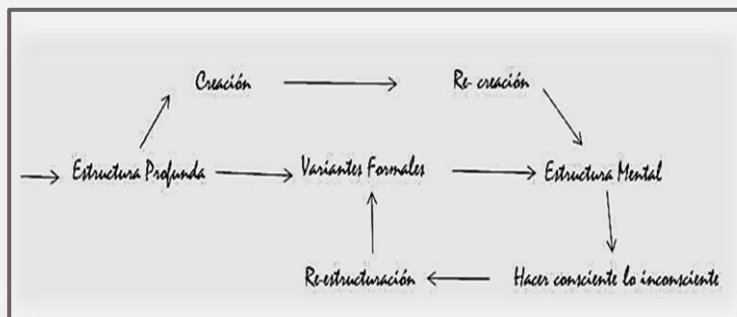 Creación
Re-creación
Estructura Profunda
Variantes Formales
Estructura Mental
Re-estructuración
Hacer consciente lo inconsciente